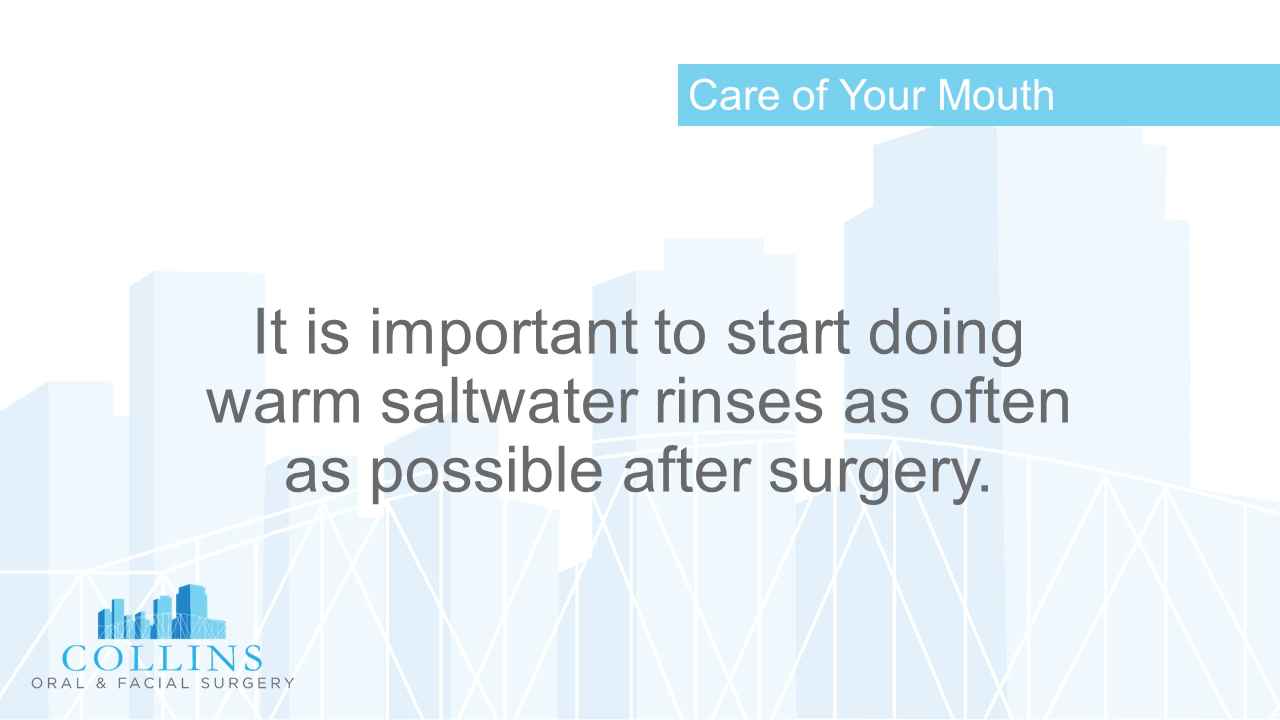 Care of Your Mouth
It is important to start doing
warm saltwater rinses as often
as possible after surgery.
COLLINS
ORAL & FACIAL SURGERY